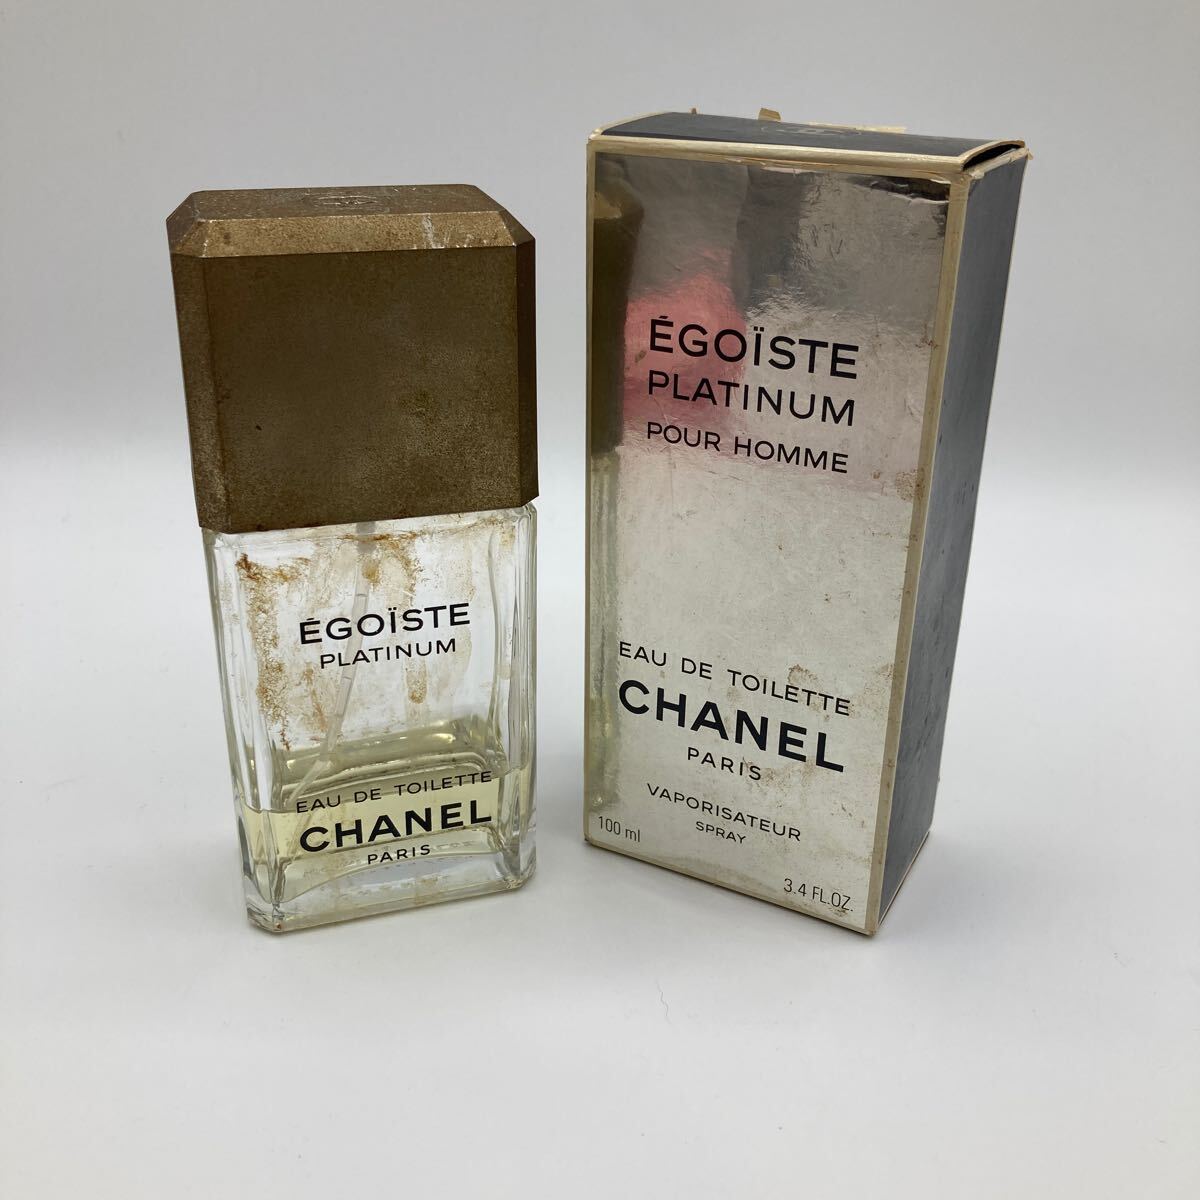 ÉGOÏSTE
PLATINUM
EAU DE TOILETTE
CHANEL
PARIS
ÉGOÏSTE
PLATINUM
POUR HOMME
EAU DE TOILETTE
CHANEL
PARIS
VAPORISATEUR
SPRAY
100 ml
3.4 FL.OZ.